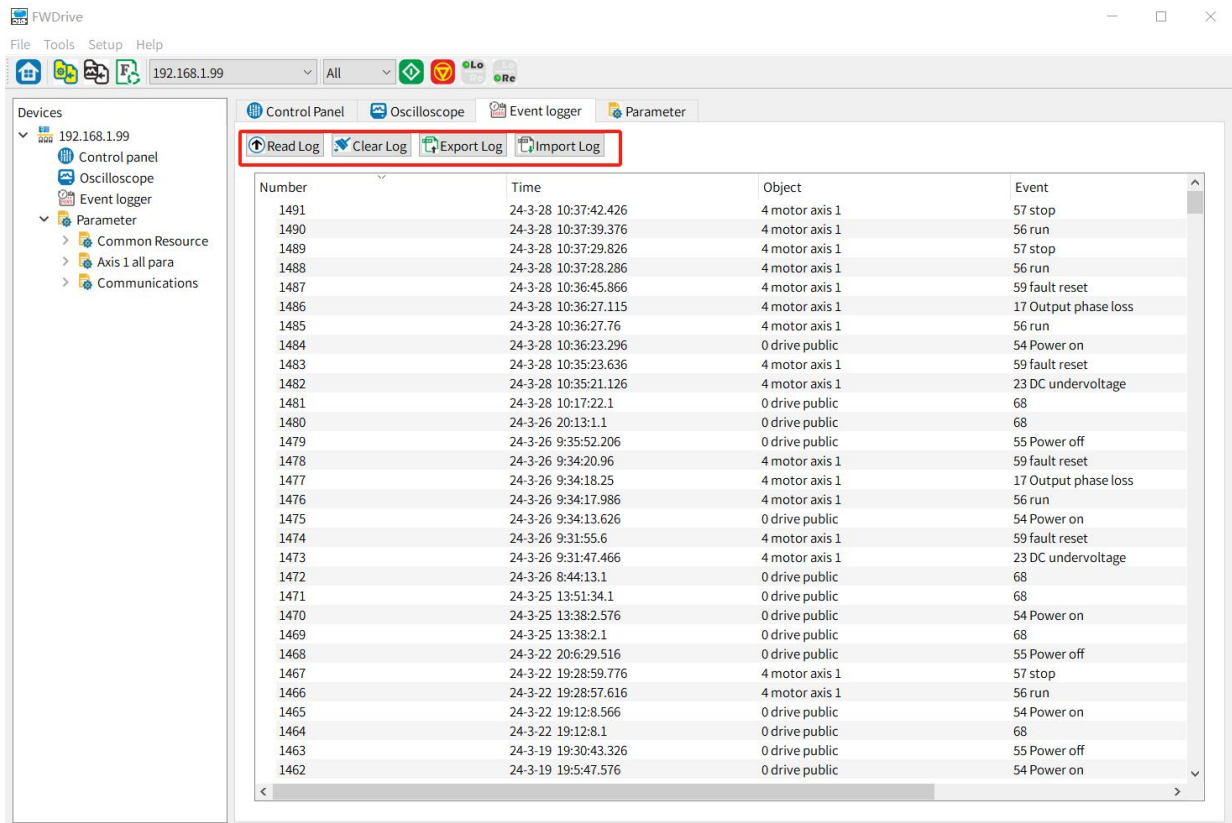 FWDrive
File Tools Setup Help
192.168.1.99 All Lo Re Lo Re
Devices
192.168.1.99
Control panel
Oscilloscope
Event logger
Parameter
Common Resource
Axis 1 all para
Communications
Control Panel Oscilloscope Event logger Parameter
Read Log Clear Log Export Log Import Log
Number Time Object Event
1491 24-3-28 10:37:42.426 4 motor axis 1 57 stop
1490 24-3-28 10:37:39.376 4 motor axis 1 56 run
1489 24-3-28 10:37:29.826 4 motor axis 1 57 stop
1488 24-3-28 10:37:28.286 4 motor axis 1 56 run
1487 24-3-28 10:36:45.866 4 motor axis 1 59 fault reset
1486 24-3-28 10:36:27.115 4 motor axis 1 17 Output phase loss
1485 24-3-28 10:36:27.76 4 motor axis 1 56 run
1484 24-3-28 10:36:23.296 0 drive public 54 Power on
1483 24-3-28 10:35:23.636 4 motor axis 1 59 fault reset
1482 24-3-28 10:35:21.126 4 motor axis 1 23 DC undervoltage
1481 24-3-28 10:17:22.1 0 drive public 68
1480 24-3-26 20:13:1.1 0 drive public 68
1479 24-3-26 9:35:52.206 0 drive public 55 Power off
1478 24-3-26 9:34:20.96 4 motor axis 1 59 fault reset
1477 24-3-26 9:34:18.25 4 motor axis 1 17 Output phase loss
1476 24-3-26 9:34:17.986 4 motor axis 1 56 run
1475 24-3-26 9:34:13.626 0 drive public 54 Power on
1474 24-3-26 9:31:55.6 4 motor axis 1 59 fault reset
1473 24-3-26 9:31:47.466 4 motor axis 1 23 DC undervoltage
1472 24-3-26 8:44:13.1 0 drive public 68
1471 24-3-25 13:51:34.1 0 drive public 68
1470 24-3-25 13:38:2.576 0 drive public 54 Power on
1469 24-3-25 13:38:2.1 0 drive public 68
1468 24-3-22 20:6:29.516 0 drive public 55 Power off
1467 24-3-22 19:28:59.776 4 motor axis 1 57 stop
1466 24-3-22 19:28:57.616 4 motor axis 1 56 run
1465 24-3-22 19:12:8.566 0 drive public 54 Power on
1464 24-3-22 19:12:8.1 0 drive public 68
1463 24-3-19 19:30:43.326 0 drive public 55 Power off
1462 24-3-19 19:5:47.576 0 drive public 54 Power on